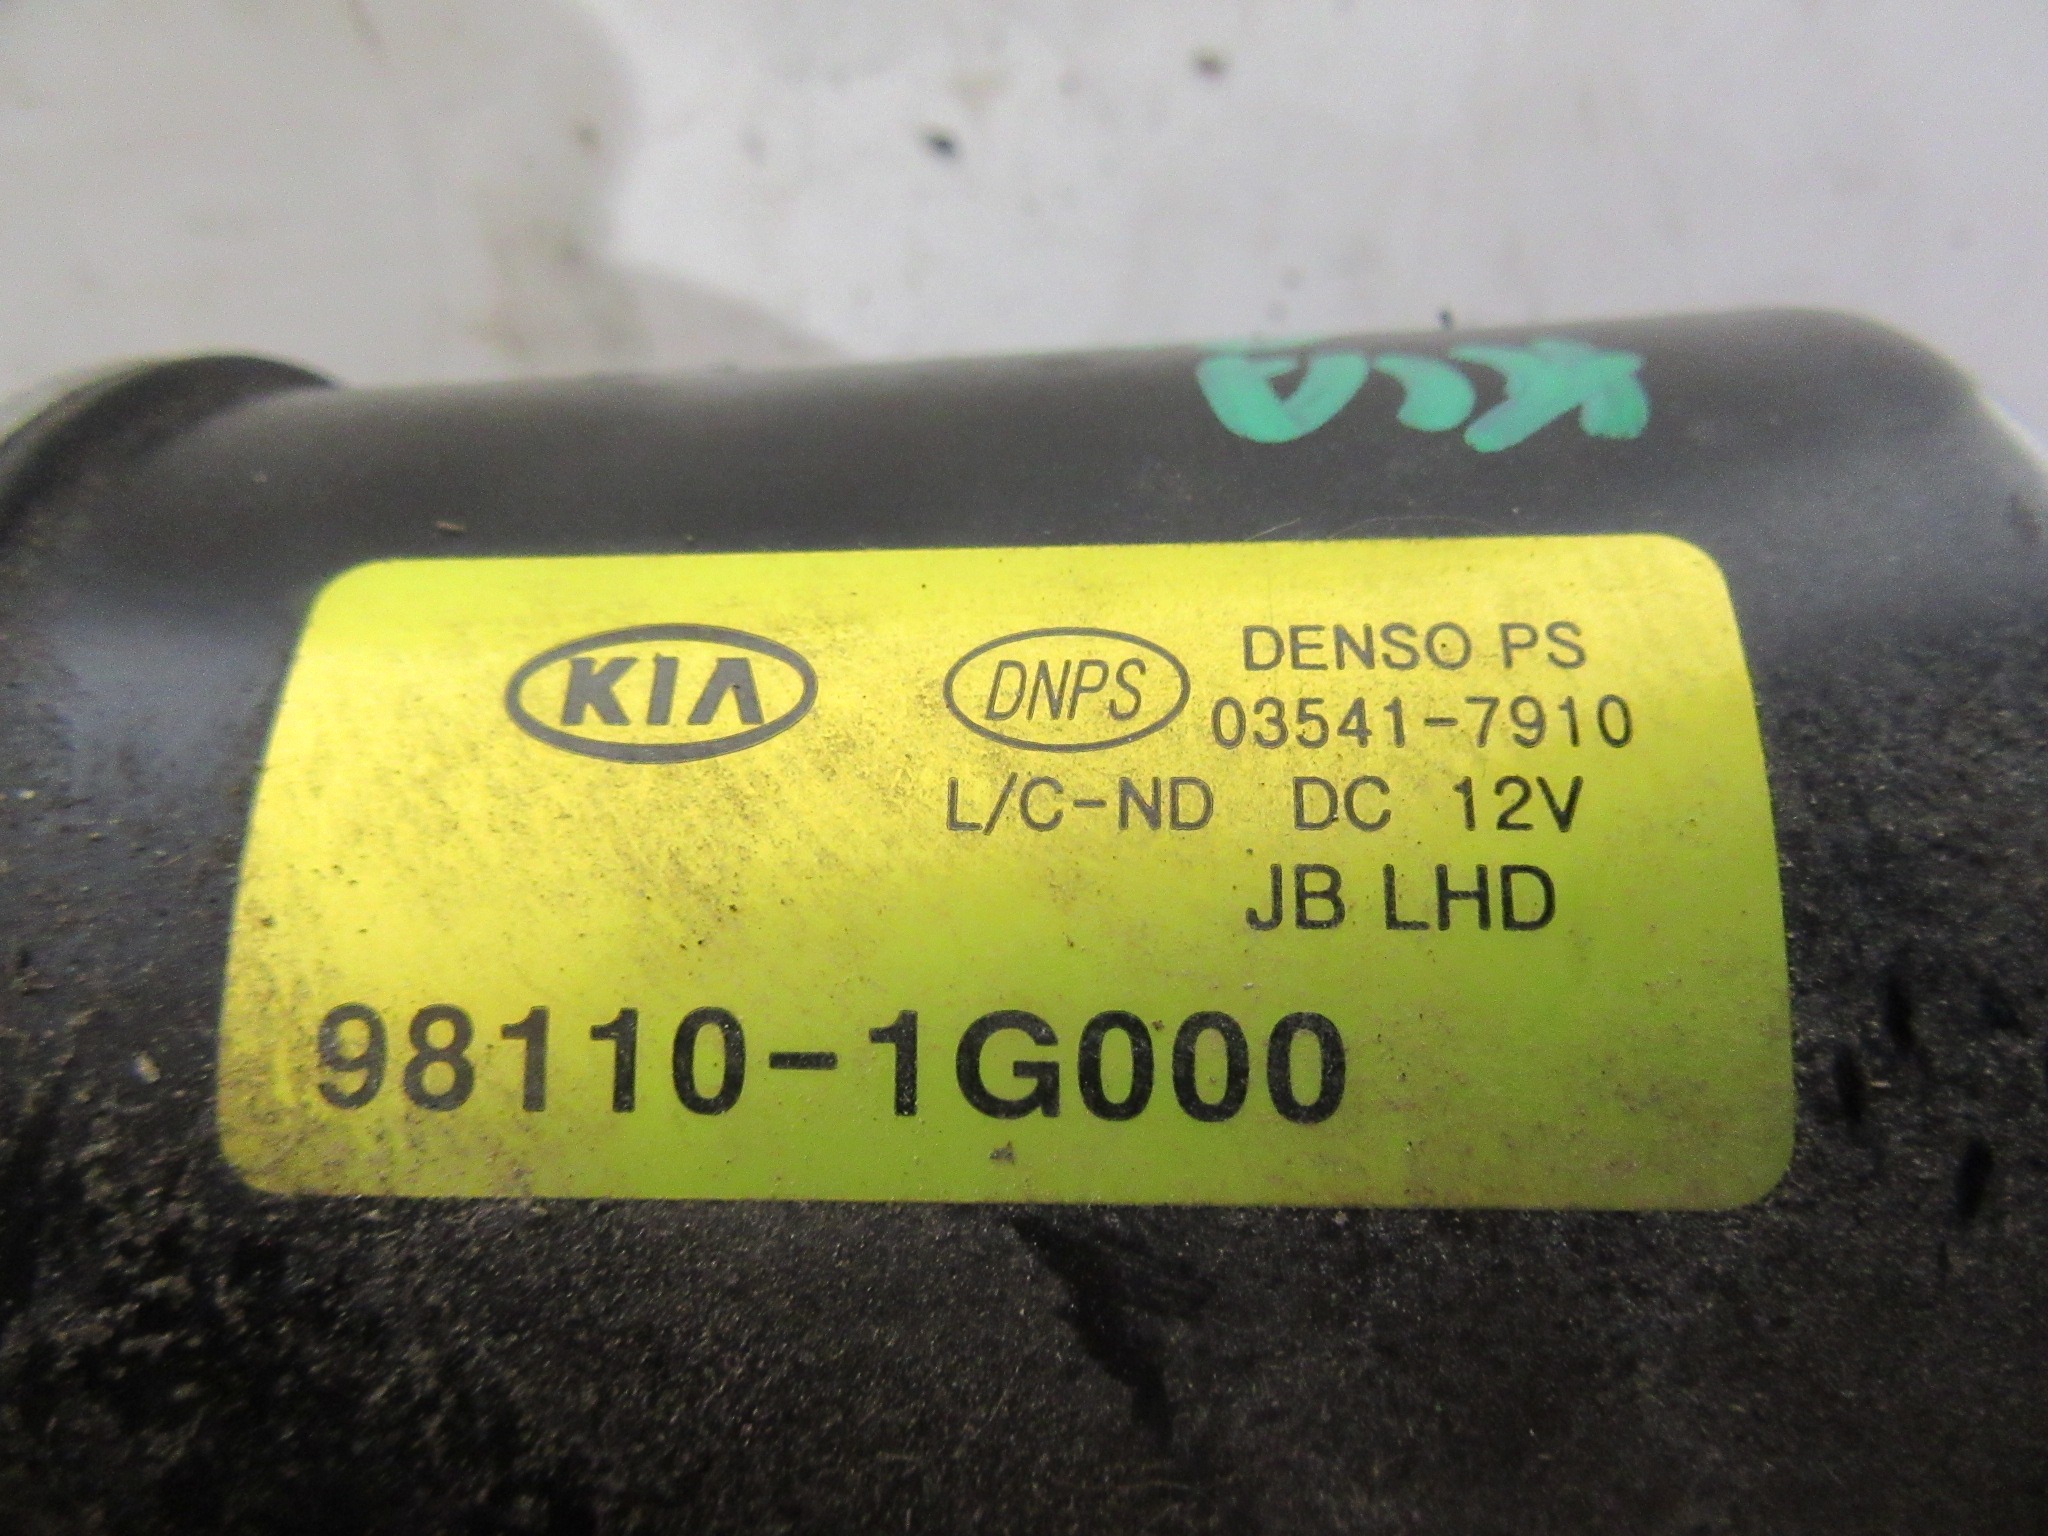 KIA
KIA
DNPS
DENSO PS
03541-7910
L/C-ND DC 12V
JB LHD
98110-1G000